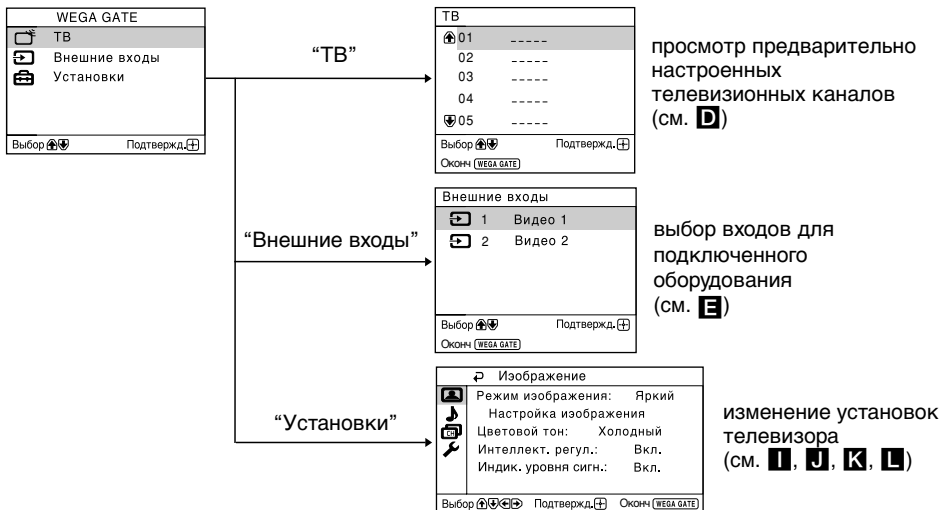 WEGA GATE
ТВ
Внешние входы
Установки
Выбор Подтвержд.
“ТВ”
ТВ
01 -----
02 -----
03 -----
04 -----
05 -----
Выбор Подтвержд.
Оконч WEGA GATE
просмотр предварительно
настроенных
телевизионных каналов
(см. D)
“Внешние входы”
Внешние входы
1 Видео 1
2 Видео 2
Выбор Подтвержд.
Оконч WEGA GATE
выбор входов для
подключенного
оборудования
(см. E)
“Установки”
Изображение
Режим изображения: Яркий
Настройка изображения
CH
Цветовой тон: Холодный
Интеллект. регул.: Вкл.
Индик. уровня сигн.: Вкл.
Выбор Подтвержд. Оконч WEGA GATE
изменение установок
телевизора
(см. I, J, K, L)